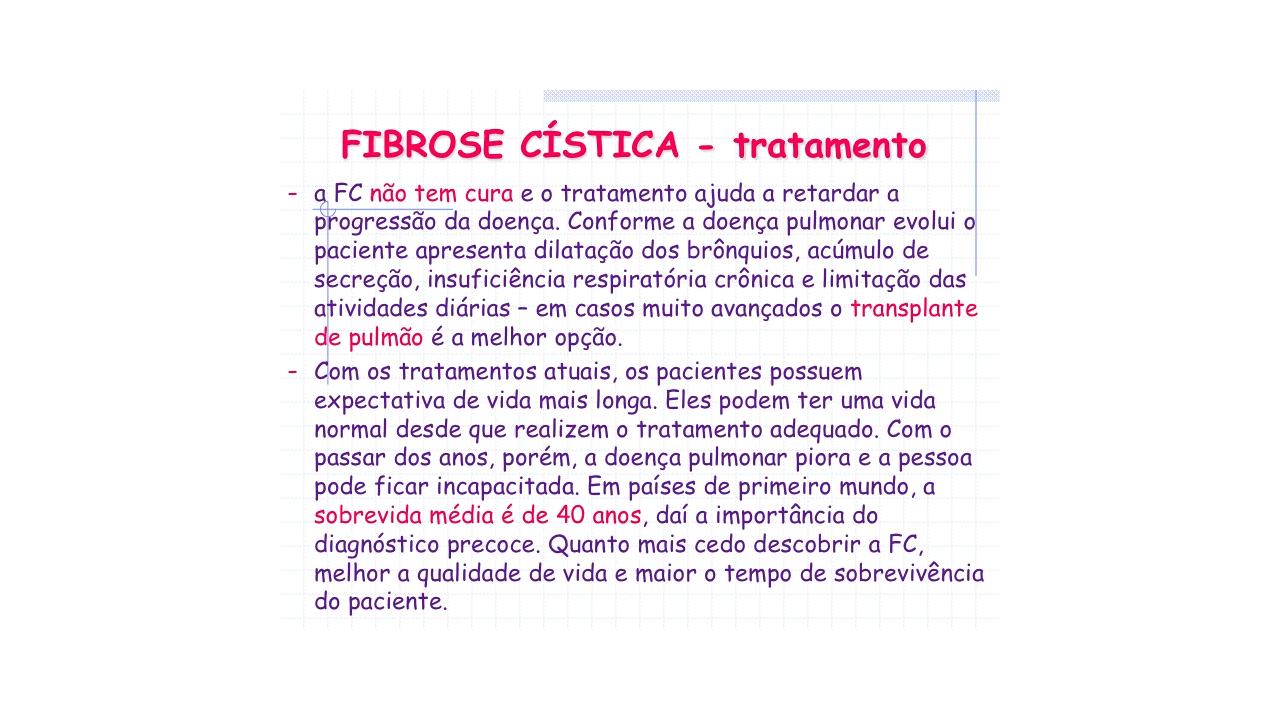 FIBROSE CÍSTICA - tratamento
- a FC não tem cura e o tratamento ajuda a retardar a
progressão da doença. Conforme a doença pulmonar evolui o
paciente apresenta dilatação dos brônquios, acúmulo de
secreção, insuficiência respiratória crônica e limitação das
atividades diárias – em casos muito avançados o transplante
de pulmão é a melhor opção.
- Com os tratamentos atuais, os pacientes possuem
expectativa de vida mais longa. Eles podem ter uma vida
normal desde que realizem o tratamento adequado. Com o
passar dos anos, porém, a doença pulmonar piora e a pessoa
pode ficar incapacitada. Em países de primeiro mundo, a
sobrevida média é de 40 anos, daí a importância do
diagnóstico precoce. Quanto mais cedo descobrir a FC,
melhor a qualidade de vida e maior o tempo de sobrevivência
do paciente.